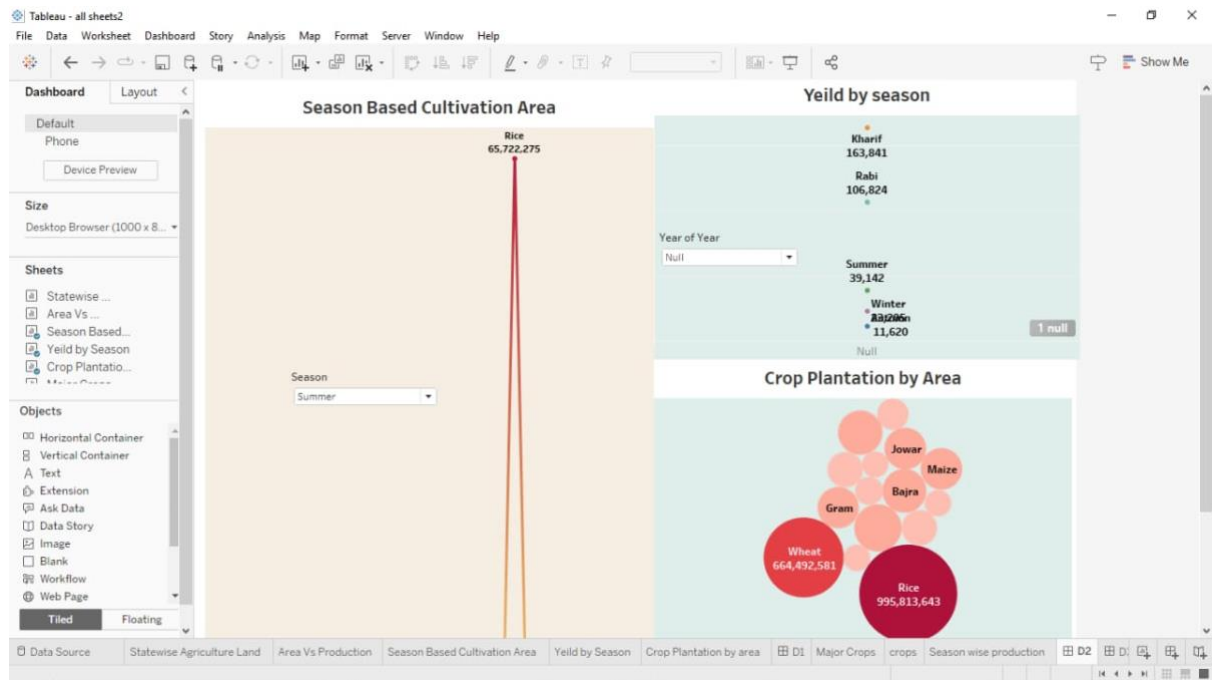 Tableau - all sheets2
File Data Worksheet Dashboard Story Analysis Map Format Server Window Help
Show Me
Dashboard Layout
Default
Phone
Device Preview
Size
Desktop Browser (1000 x 8...
Sheets
Statewise ...
Area Vs ...
Season Based...
Yeild by Season
Crop Plantatio...
Objects
Horizontal Container
Vertical Container
Text
Extension
Ask Data
Data Story
Image
Blank
Workflow
Web Page
Tiled Floating
Season Based Cultivation Area
Rice
65,722,275
Season
Summer
Yeild by season
Kharif
163,841
Rabi
106,824
Year of Year
Null
Summer
39,142
Winter
11,620
1 null
Null
Crop Plantation by Area
Jowar
Maize
Bajra
Gram
Wheat
664,492,581
Rice
995,813,643
Data Source Statewise Agriculture Land Area Vs Production Season Based Cultivation Area Yeild by Season Crop Plantation by area D1 Major Crops crops Season wise production D2